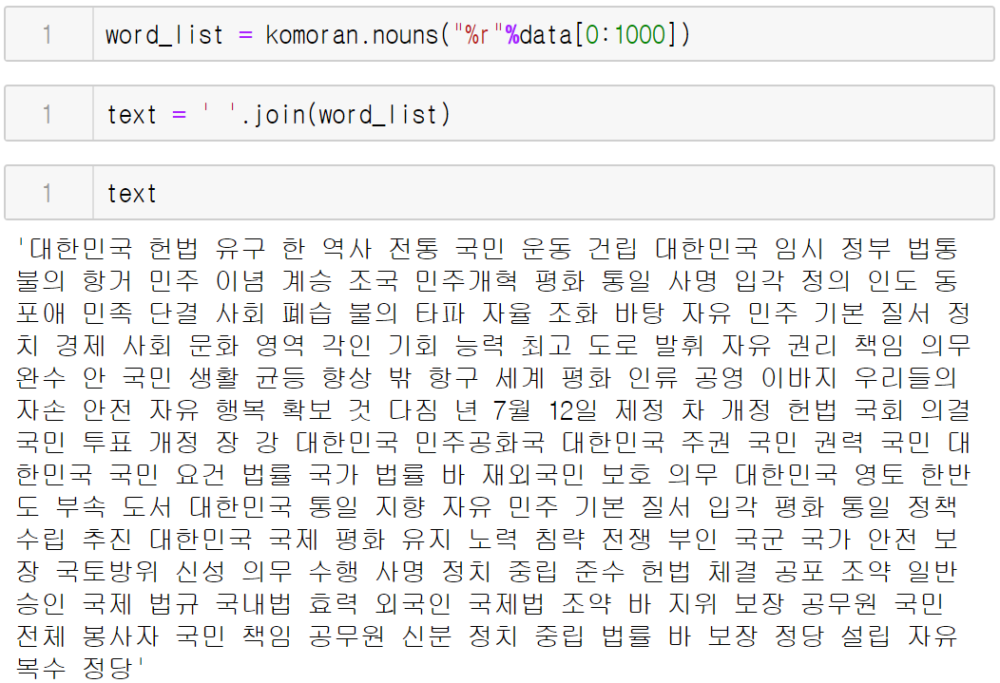 1 word_list = komoran.nouns("%r"%data[0:1000])
1 text = ' '.join(word_list)
1 text
'대한민국 헌법 유구 한 역사 전통 국민 운동 건립 대한민국 임시 정부 법통
불의 항거 민주 이념 계승 조국 민주개혁 평화 통일 사명 입각 정의 인도 동
포애 민족 단결 사회 폐습 불의 타파 자율 조화 바탕 자유 민주 기본 질서 정
치 경제 사회 문화 영역 각인 기회 능력 최고 도로 발휘 자유 권리 책임 의무
완수 안 국민 생활 균등 향상 밖 항구 세계 평화 인류 공영 이바지 우리들의
자손 안전 자유 행복 확보 것 다짐 년 7월 12일 제정 차 개정 헌법 국회 의결
국민 투표 개정 장 강 대한민국 민주공화국 대한민국 주권 국민 권력 국민 대
한민국 국민 요건 법률 국가 법률 바 재외국민 보호 의무 대한민국 영토 한반
도 부속 도서 대한민국 통일 지향 자유 민주 기본 질서 입각 평화 통일 정책
수립 추진 대한민국 국제 평화 유지 노력 침략 전쟁 부인 국군 국가 안전 보
장 국토방위 신성 의무 수행 사명 정치 중립 준수 헌법 체결 공포 조약 일반
승인 국제 법규 국내법 효력 외국인 국제법 조약 바 지위 보장 공무원 국민
전체 봉사자 국민 책임 공무원 신분 정치 중립 법률 바 보장 정당 설립 자유
복수 정당'